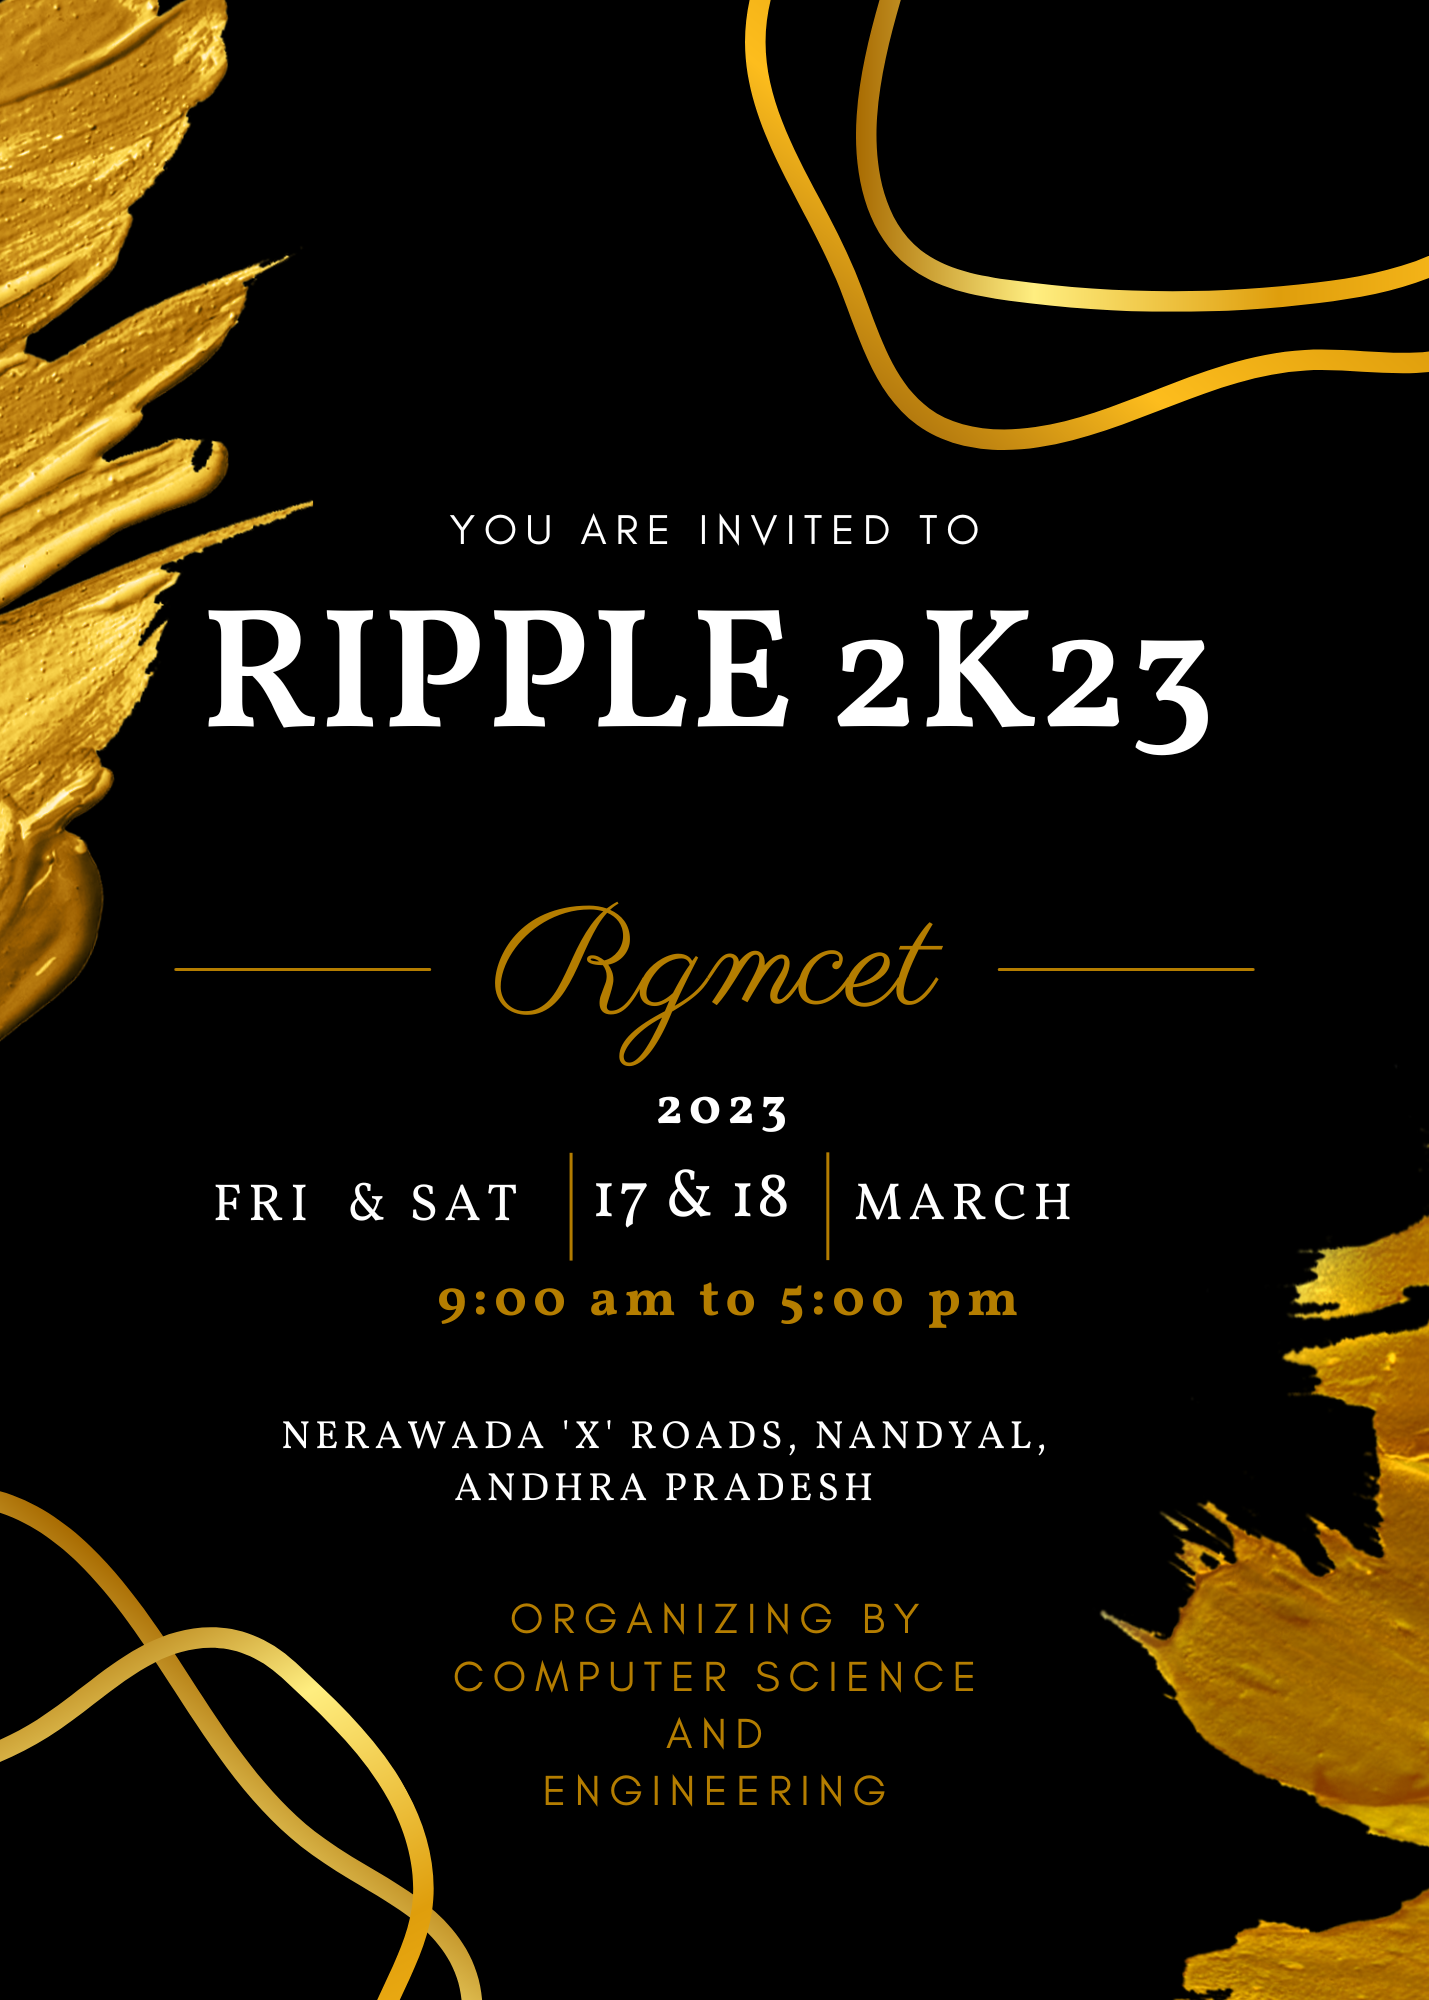 YOU ARE INVITED TO
RIPPLE 2K23
Rgmcet
2023
FRI & SAT 17 & 18 MARCH
9:00 am to 5:00 pm
NERAWADA 'X' ROADS, NANDYAL,
ANDHRA PRADESH
ORGANIZING BY
COMPUTER SCIENCE
AND
ENGINEERING